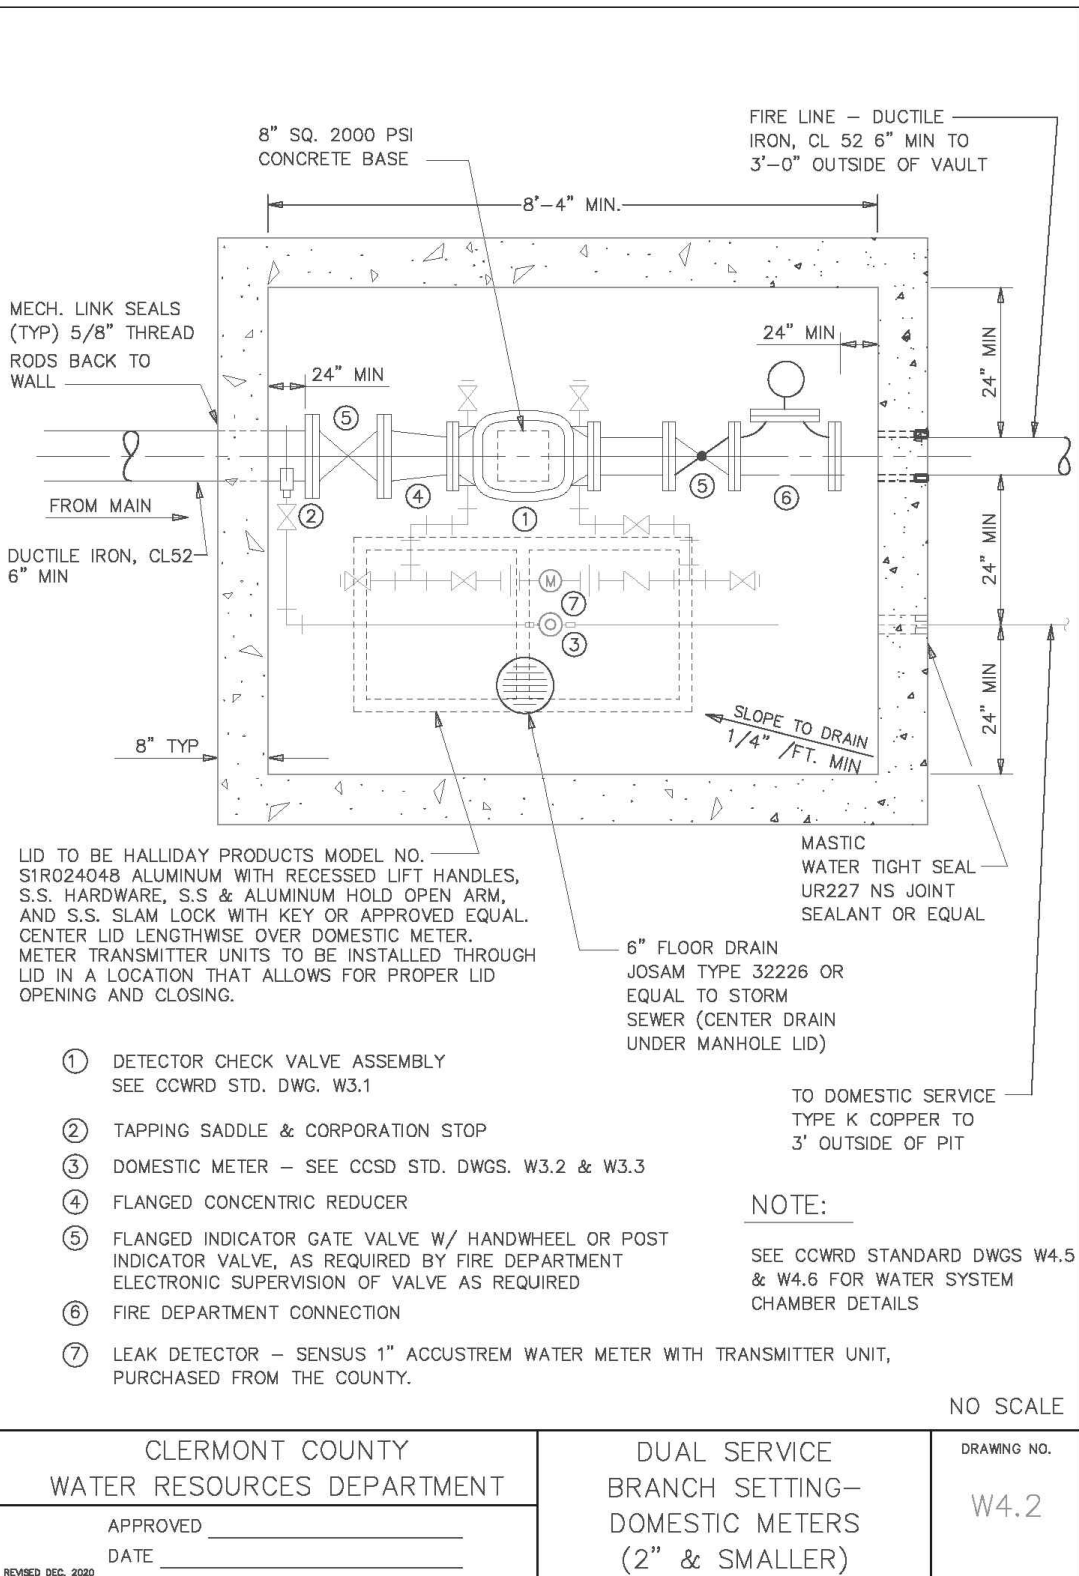 8" SQ. 2000 PSI
CONCRETE BASE
FIRE LINE – DUCTILE
IRON, CL 52 6" MIN TO
3'–0" OUTSIDE OF VAULT
8'–4" MIN.
MECH. LINK SEALS
(TYP) 5/8" THREAD
RODS BACK TO
WALL
24" MIN
24" MIN
24" MIN
5
4
1
5
6
2
FROM MAIN
DUCTILE IRON, CL52
6" MIN
24" MIN
M
7
3
24" MIN
SLOPE TO DRAIN
1/4" /FT. MIN
8" TYP
LID TO BE HALLIDAY PRODUCTS MODEL NO.
S1R024048 ALUMINUM WITH RECESSED LIFT HANDLES,
S.S. HARDWARE, S.S & ALUMINUM HOLD OPEN ARM,
AND S.S. SLAM LOCK WITH KEY OR APPROVED EQUAL.
CENTER LID LENGTHWISE OVER DOMESTIC METER.
METER TRANSMITTER UNITS TO BE INSTALLED THROUGH
LID IN A LOCATION THAT ALLOWS FOR PROPER LID
OPENING AND CLOSING.
MASTIC
WATER TIGHT SEAL
UR227 NS JOINT
SEALANT OR EQUAL
6" FLOOR DRAIN
JOSAM TYPE 32226 OR
EQUAL TO STORM
SEWER (CENTER DRAIN
UNDER MANHOLE LID)
TO DOMESTIC SERVICE
TYPE K COPPER TO
3' OUTSIDE OF PIT
1 DETECTOR CHECK VALVE ASSEMBLY
SEE CCWRD STD. DWG. W3.1
2 TAPPING SADDLE & CORPORATION STOP
3 DOMESTIC METER – SEE CCSD STD. DWGS. W3.2 & W3.3
4 FLANGED CONCENTRIC REDUCER
5 FLANGED INDICATOR GATE VALVE W/ HANDWHEEL OR POST
INDICATOR VALVE, AS REQUIRED BY FIRE DEPARTMENT
ELECTRONIC SUPERVISION OF VALVE AS REQUIRED
6 FIRE DEPARTMENT CONNECTION
7 LEAK DETECTOR – SENSUS 1" ACCUSTREM WATER METER WITH TRANSMITTER UNIT,
PURCHASED FROM THE COUNTY.
NOTE:
SEE CCWRD STANDARD DWGS W4.5
& W4.6 FOR WATER SYSTEM
CHAMBER DETAILS
NO SCALE
CLERMONT COUNTY
WATER RESOURCES DEPARTMENT
APPROVED
DATE
REVISED DEC. 2020
DUAL SERVICE
BRANCH SETTING–
DOMESTIC METERS
(2" & SMALLER)
DRAWING NO.
W4.2